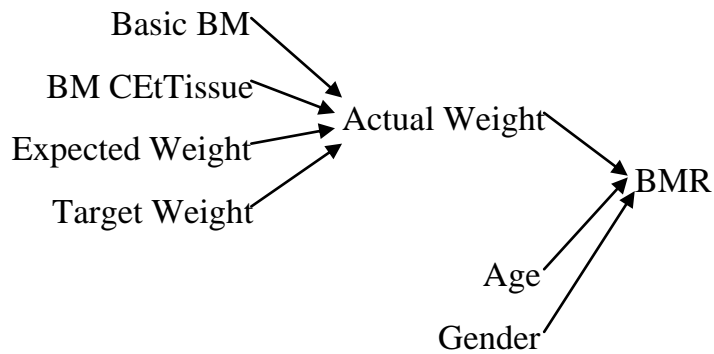 Basic BM
BM CEtTissue
Expected Weight
Target Weight
Actual Weight
BMR
Age
Gender